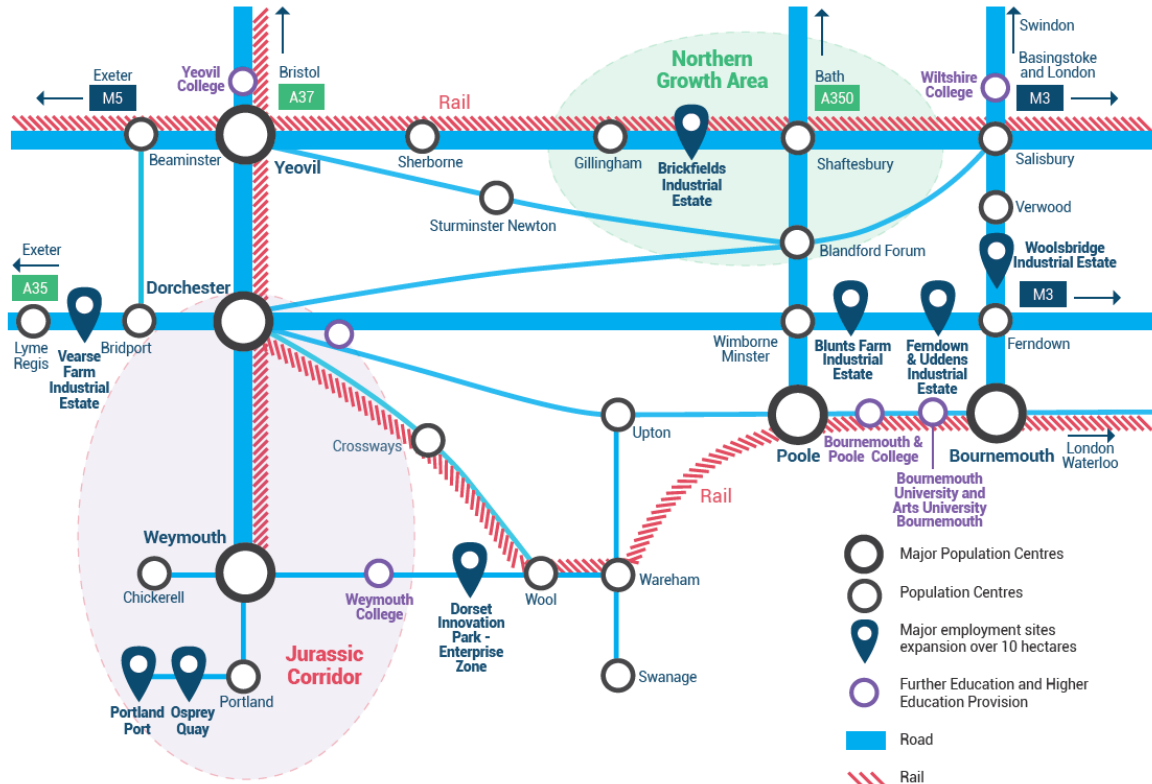 Swindon
Exeter
M5
Yeovil
College
Bristol
A37
Rail
Northern
Growth Area
Bath
A350
Wiltshire
College
Basingstoke
and London
M3
Beaminster
Yeovil
Sherborne
Gillingham
Brickfields
Industrial
Estate
Shaftesbury
Salisbury
Sturminster Newton
Verwood
Blandford Forum
Woolsbridge
Industrial Estate
Exeter
A35
Dorchester
M3
Lyme
Regis
Vearse
Farm
Industrial
Estate
Bridport
Wimborne
Minster
Blunts Farm
Industrial
Estate
Ferndown
& Uddens
Industrial
Estate
Ferndown
Crossways
Upton
Poole
Bournemouth &
Poole College
Bournemouth
London
Waterloo
Rail
Bournemouth
University and
Arts University
Bournemouth
Weymouth
Chickerell
Weymouth
College
Dorset
Innovation
Park -
Enterprise
Zone
Wool
Wareham
Jurassic
Corridor
Portland
Port
Osprey
Quay
Portland
Swanage
Major Population Centres
Population Centres
Major employment sites
expansion over 10 hectares
Further Education and Higher
Education Provision
Road
Rail